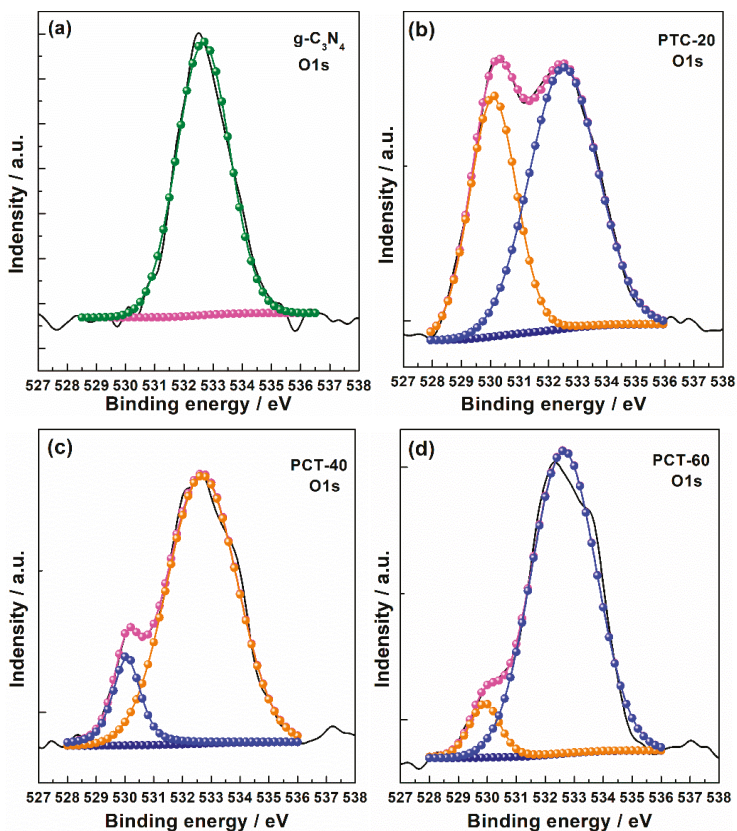 (a)
g-C₃N₄
O1s
Indensity / a.u.
527 528 529 530 531 532 533 534 535 536 537 538
Binding energy / eV
(b)
PTC-20
O1s
Indensity / a.u.
527 528 529 530 531 532 533 534 535 536 537 538
Binding energy / eV
(c)
PCT-40
O1s
Indensity / a.u.
527 528 529 530 531 532 533 534 535 536 537 538
Binding energy / eV
(d)
PCT-60
O1s
Indensity / a.u.
527 528 529 530 531 532 533 534 535 536 537 538
Binding energy / eV